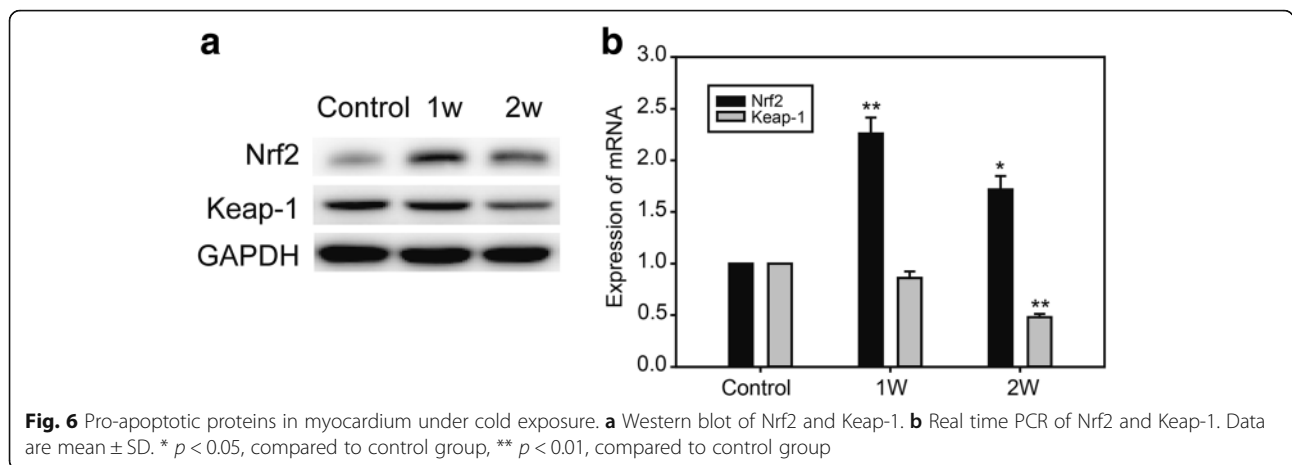 a
Control 1w 2w
Nrf2
Keap-1
GAPDH
b
Expression of mRNA
3.0
2.5
2.0
1.5
1.0
0.5
0.0
Nrf2
Keap-1
**
*
**
Control 1W 2W
Fig. 6 Pro-apoptotic proteins in myocardium under cold exposure. a Western blot of Nrf2 and Keap-1. b Real time PCR of Nrf2 and Keap-1. Data
are mean ± SD. * p < 0.05, compared to control group, ** p < 0.01, compared to control group